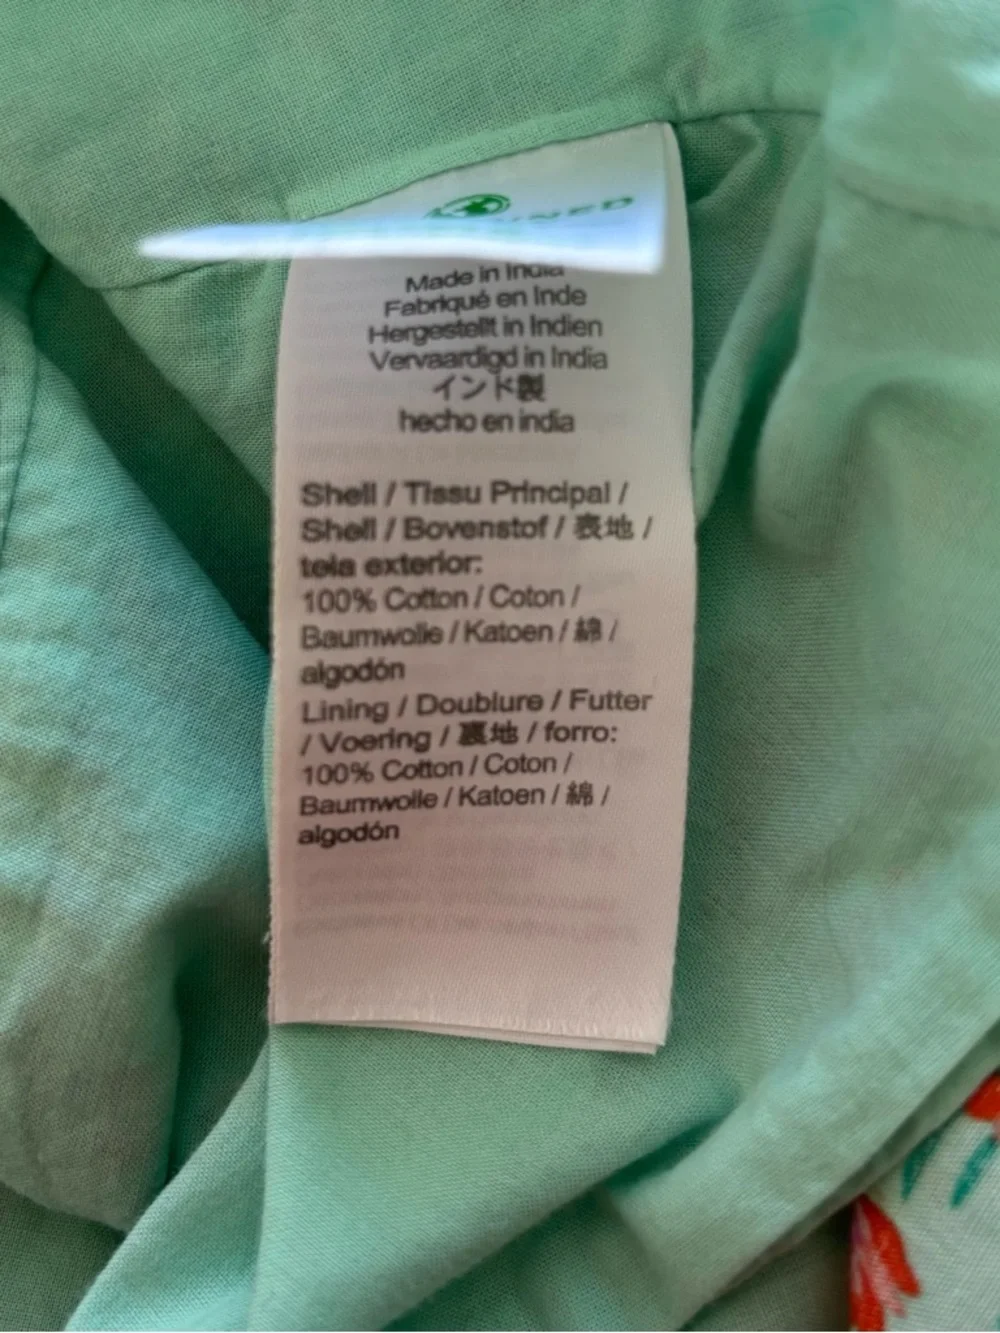 Made in India
Fabriqué en Inde
Hergestellt in Indien
Vervaardigd in India
インド製
hecho en india
Shell / Tissu Principal /
Shell / Bovenstof / 表地 /
tela exterior:
100% Cotton / Coton /
Baumwolle / Katoen / 綿 /
algodón
Lining / Doublure / Futter
/ Voering / 裏地 / forro:
100% Cotton / Coton /
Baumwolle / Katoen / 綿 /
algodón